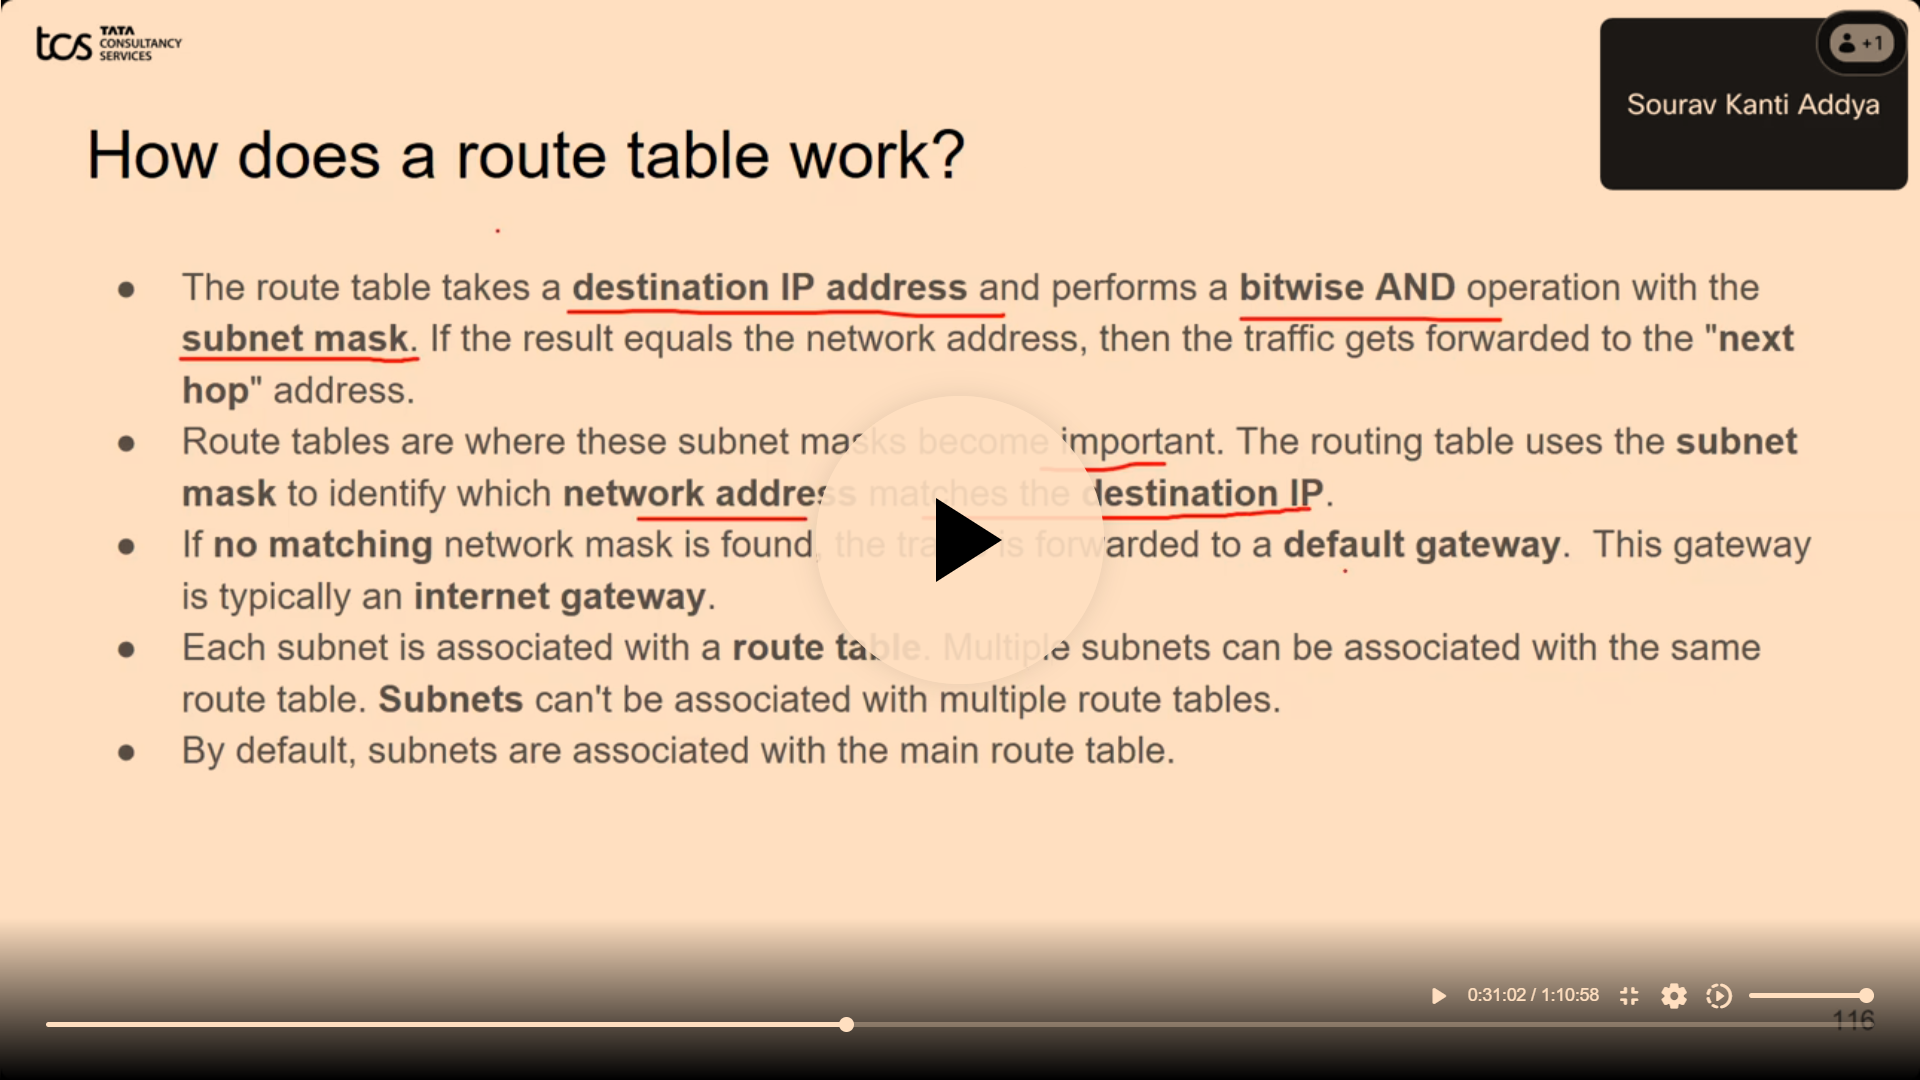 tcs TATA
CONSULTANCY
SERVICES
+1
Sourav Kanti Addya
How does a route table work?
● The route table takes a destination IP address and performs a bitwise AND operation with the
subnet mask. If the result equals the network address, then the traffic gets forwarded to the "next
hop" address.
● Route tables are where these subnet masks become important. The routing table uses the subnet
mask to identify which network address matches the destination IP.
● If no matching network mask is found, the traffic is forwarded to a default gateway. This gateway
is typically an internet gateway.
● Each subnet is associated with a route table. Multiple subnets can be associated with the same
route table. Subnets can't be associated with multiple route tables.
● By default, subnets are associated with the main route table.
0:31:02 / 1:10:58
116